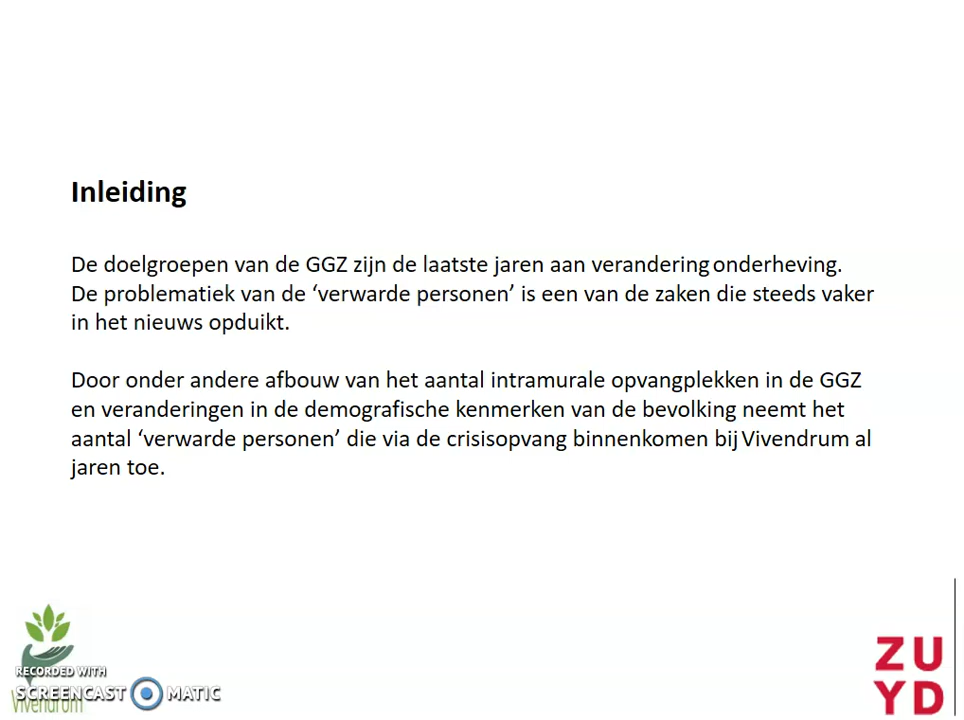 Inleiding
De doelgroepen van de GGZ zijn de laatste jaren aan verandering onderheving.
De problematiek van de ‘verwarde personen’ is een van de zaken die steeds vaker
in het nieuws opduikt.
Door onder andere afbouw van het aantal intramurale opvangplekken in de GGZ
en veranderingen in de demografische kenmerken van de bevolking neemt het
aantal ‘verwarde personen’ die via de crisisopvang binnenkomen bij Vivendrum al
jaren toe.
RECORDED WITH
SCREENCAST MATIC
Vivendrum
ZU
YD